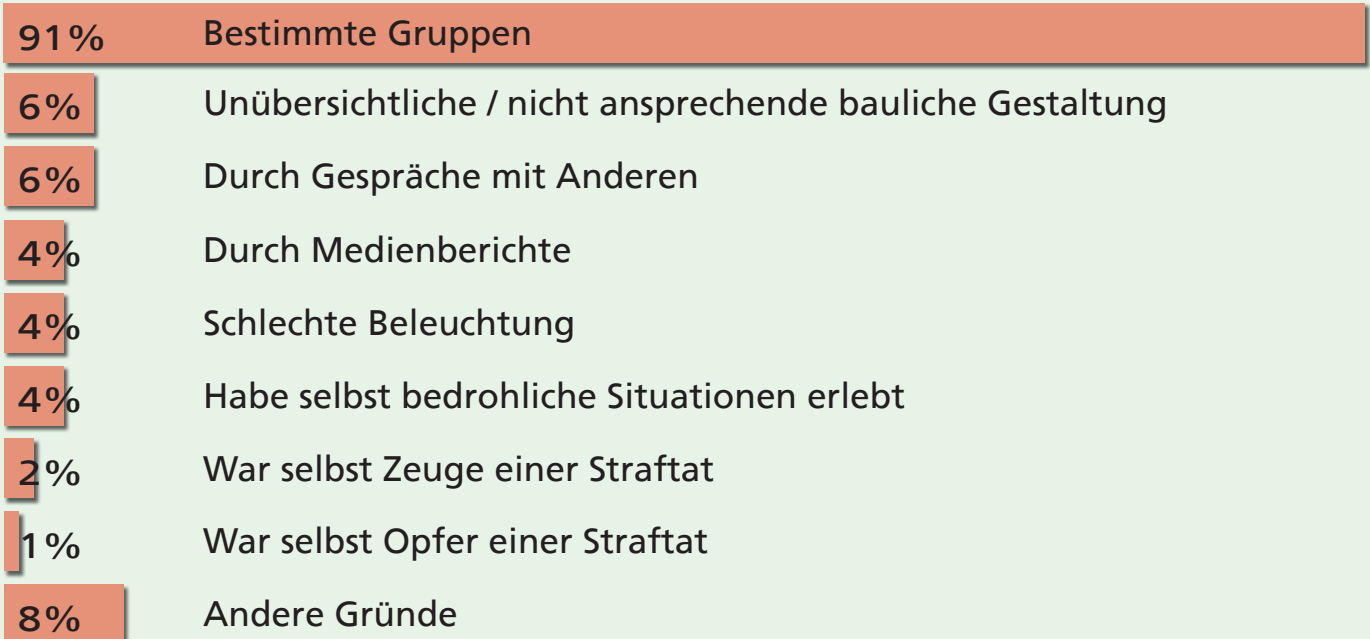 91% Bestimmte Gruppen
6% Unübersichtliche / nicht ansprechende bauliche Gestaltung
6% Durch Gespräche mit Anderen
4% Durch Medienberichte
4% Schlechte Beleuchtung
4% Habe selbst bedrohliche Situationen erlebt
2% War selbst Zeuge einer Straftat
1% War selbst Opfer einer Straftat
8% Andere Gründe